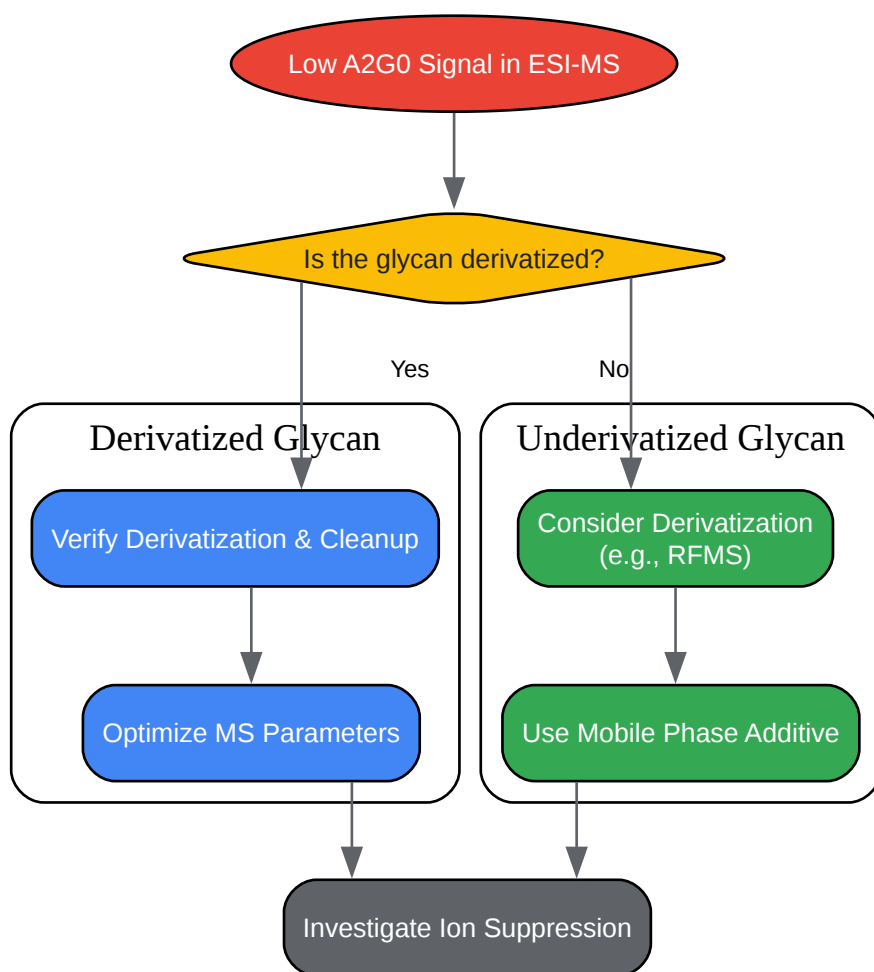 Low A2G0 Signal in ESI-MS
Is the glycan derivatized?
Yes
No
Derivatized Glycan
Underivatized Glycan
Verify Derivatization & Cleanup
Consider Derivatization
(e.g., RFMS)
Optimize MS Parameters
Use Mobile Phase Additive
Investigate Ion Suppression